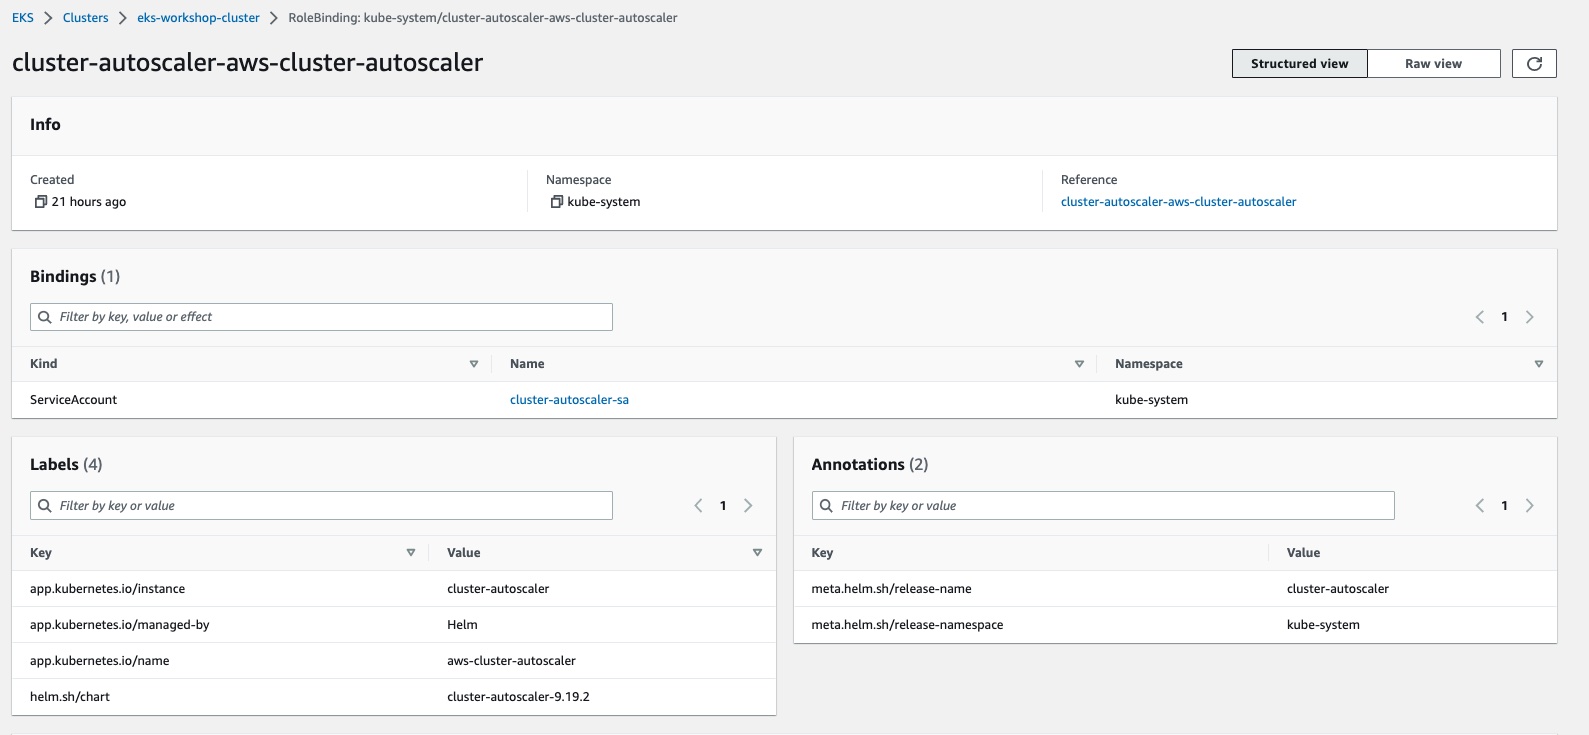 EKS > Clusters > eks-workshop-cluster > RoleBinding: kube-system/cluster-autoscaler-aws-cluster-autoscaler
cluster-autoscaler-aws-cluster-autoscaler
Structured view Raw view
Info
Created Namespace Reference
21 hours ago kube-system cluster-autoscaler-aws-cluster-autoscaler
Bindings (1)
Filter by key, value or effect 1
Kind Name Namespace
ServiceAccount cluster-autoscaler-sa kube-system
Labels (4)
Filter by key or value 1
Key Value
app.kubernetes.io/instance cluster-autoscaler
app.kubernetes.io/managed-by Helm
app.kubernetes.io/name aws-cluster-autoscaler
helm.sh/chart cluster-autoscaler-9.19.2
Annotations (2)
Filter by key or value 1
Key Value
meta.helm.sh/release-name cluster-autoscaler
meta.helm.sh/release-namespace kube-system